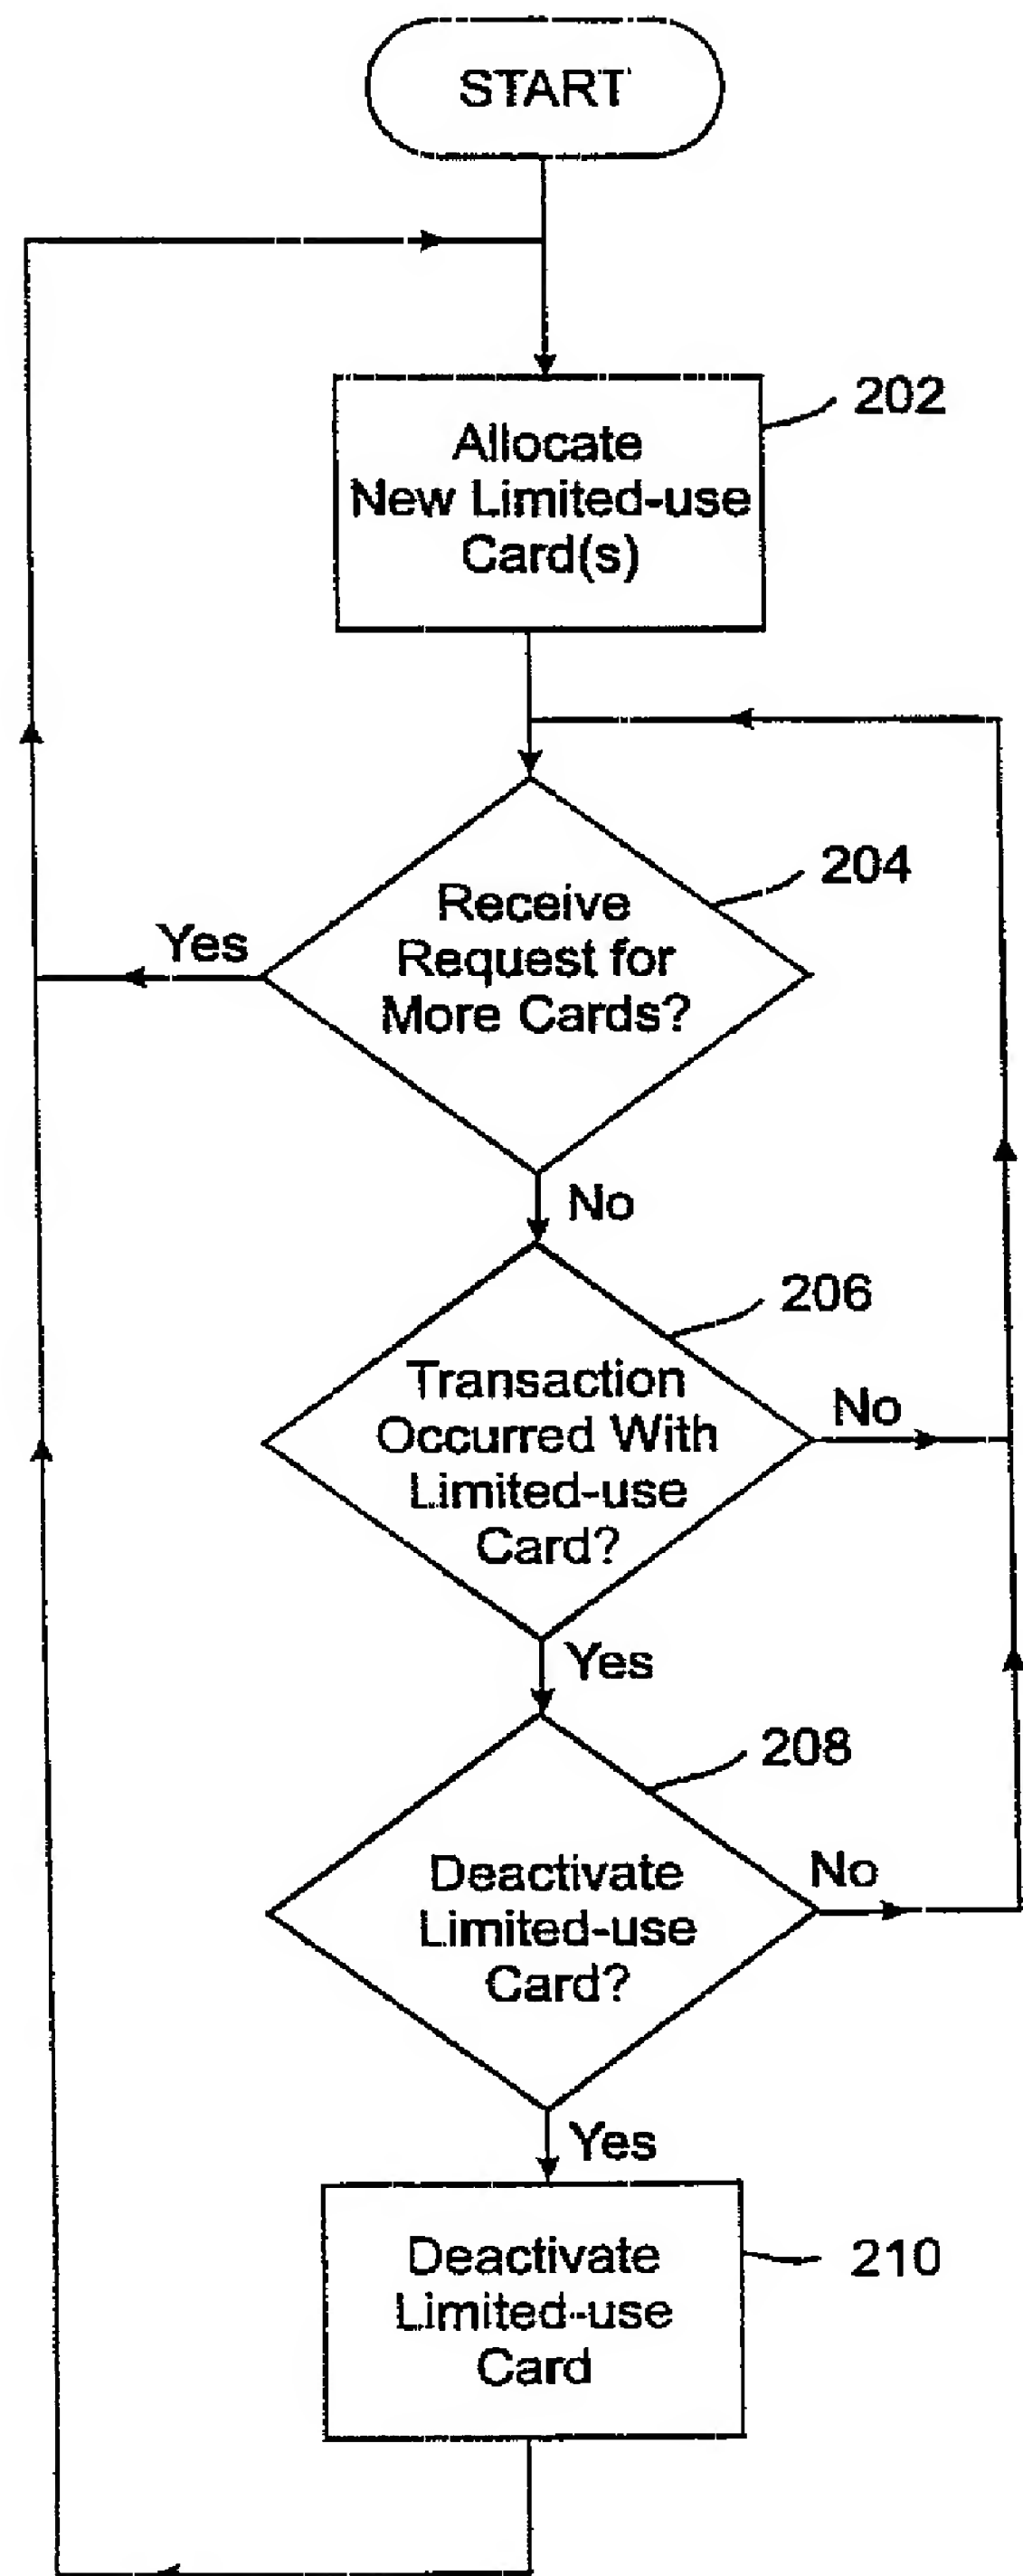 START
202
Allocate
New Limited-use
Card(s)
204
Receive
Request for
More Cards?
Yes
No
206
Transaction
Occurred With
Limited-use
Card?
No
Yes
208
Deactivate
Limited-use
Card?
No
Yes
210
Deactivate
Limited-use
Card